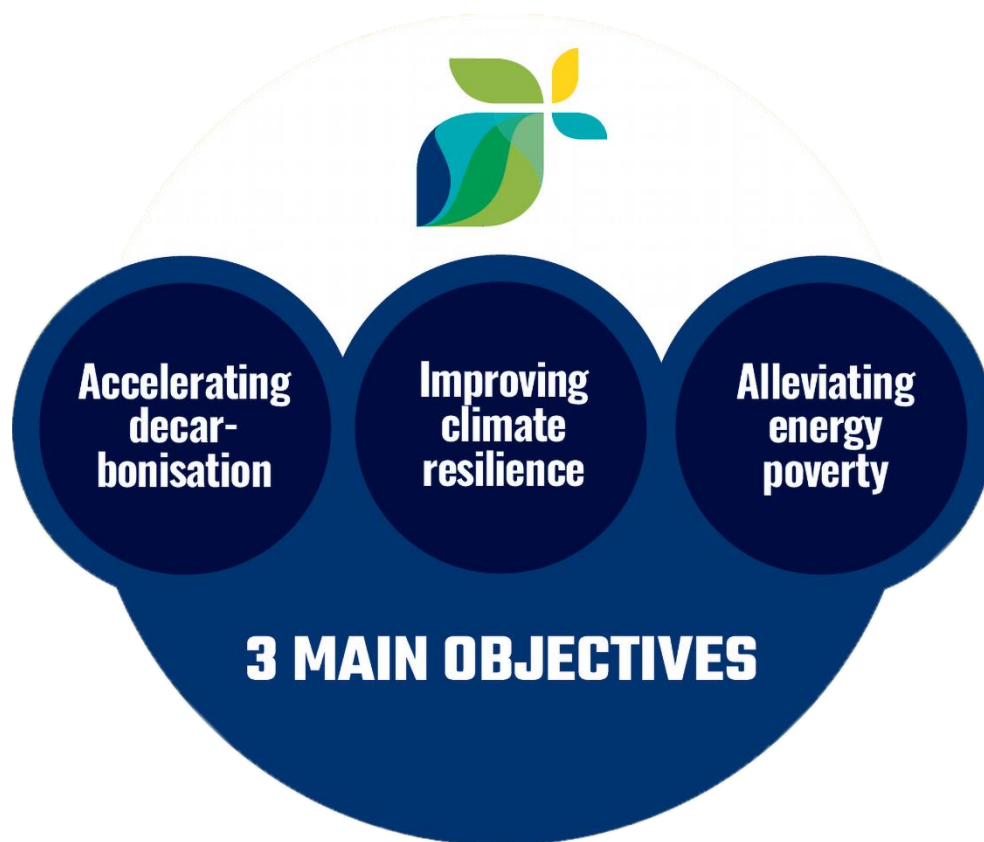 Accelerating
decar-
bonisation
Improving
climate
resilience
Alleviating
energy
poverty
3 MAIN OBJECTIVES